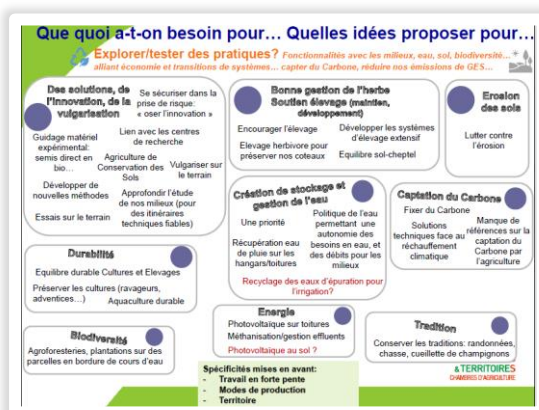 Que quoi a-t-on besoin pour… Quelles idées proposer pour…
Explorer/tester des pratiques? Fonctionnalités avec les milieux, eau, sol, biodiversité…
alliant économie et transitions de systèmes… capter du Carbone, réduire nos émissions de GES…
Des solutions, de
l'innovation, de la
vulgarisation
Se sécuriser dans la
prise de risque:
« oser l'innovation »
Guidage matériel
expérimental:
semis direct en
bio…
Lien avec les centres
de recherche
Agriculture de
Conservation des
Sols
Vulgariser sur
le terrain
Développer de
nouvelles méthodes
Approfondir l'étude
de nos milieux (pour
des itinéraires
techniques fiables)
Essais sur le terrain
Bonne gestion de l'herbe
Soutien élevage (maintien,
développement)
Encourager l'élevage
Développer les systèmes
d'élevage extensif
Elevage herbivore pour
préserver nos coteaux
Equilibre sol-cheptel
Erosion
des sols
Lutter contre
l'érosion
Création de stockage et
gestion de l'eau
Une priorité
Politique de l'eau
permettant une
autonomie des
besoins en eau, et
des débits pour les
milieux
Récupération eau
de pluie sur les
hangars/toitures
Recyclage des eaux d'épuration pour
l'irrigation?
Captation du Carbone
Fixer du Carbone
Solutions
techniques face au
réchauffement
climatique
Manque de
références sur la
captation du
Carbone par
l'agriculture
Durabilité
Equilibre durable Cultures et Elevages
Préserver les cultures (ravageurs,
adventices…)
Aquaculture durable
Biodiversité
Agroforesteries, plantations sur des
parcelles en bordure de cours d'eau
Energie
Photovoltaïque sur toitures
Méthanisation/gestion effluents
Photovoltaïque au sol ?
Tradition
Conserver les traditions: randonnées,
chasse, cueillette de champignons
Spécificités mises en avant:
- Travail en forte pente
- Modes de production
- Territoire
&TERRITOIRES
CHAMBRES D'AGRICULTURE